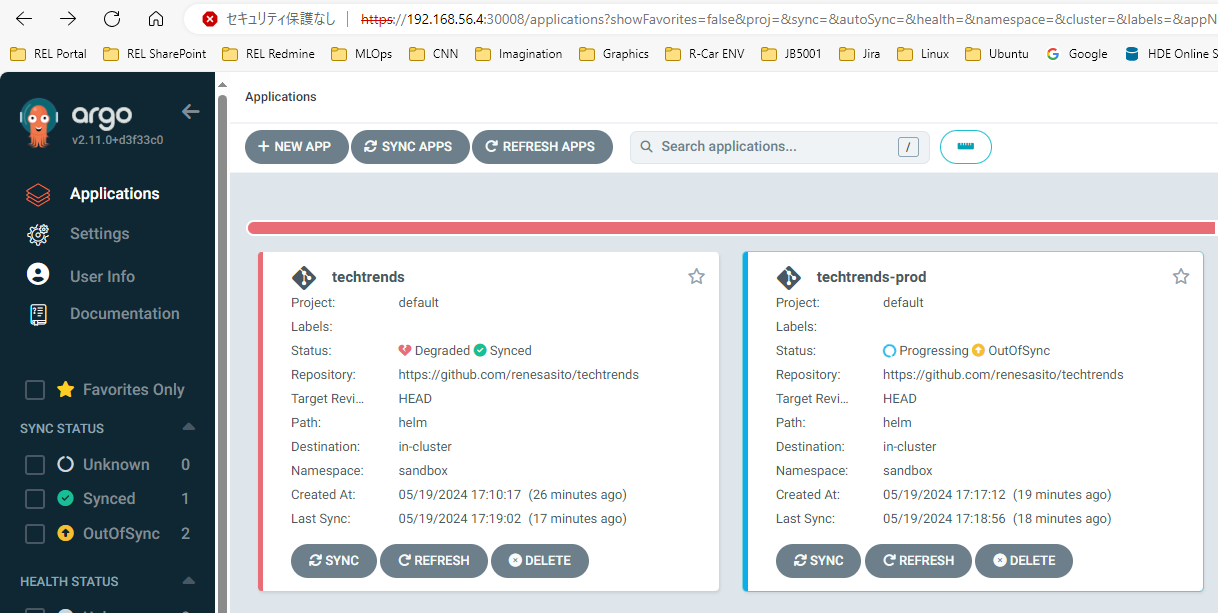 セキュリティ保護なし https://192.168.56.4:30008/applications?showFavorites=false&proj=&sync=&autoSync=&health=&namespace=&cluster=&labels=&appN
REL Portal REL SharePoint REL Redmine MLOps CNN Imagination Graphics R-Car ENV JB5001 Jira Linux Ubuntu Google HDE Online S
argo
v2.11.0+d3f33c0
Applications
Settings
User Info
Documentation
Favorites Only
SYNC STATUS
Unknown 0
Synced 1
OutOfSync 2
HEALTH STATUS
Applications
NEW APP SYNC APPS REFRESH APPS Search applications... /
techtrends
Project: default
Labels:
Status: Degraded Synced
Repository: https://github.com/renesasito/techtrends
Target Revi... HEAD
Path: helm
Destination: in-cluster
Namespace: sandbox
Created At: 05/19/2024 17:10:17 (26 minutes ago)
Last Sync: 05/19/2024 17:19:02 (17 minutes ago)
SYNC REFRESH DELETE
techtrends-prod
Project: default
Labels:
Status: Progressing OutOfSync
Repository: https://github.com/renesasito/techtrends
Target Revi... HEAD
Path: helm
Destination: in-cluster
Namespace: sandbox
Created At: 05/19/2024 17:17:12 (19 minutes ago)
Last Sync: 05/19/2024 17:18:56 (18 minutes ago)
SYNC REFRESH DELETE